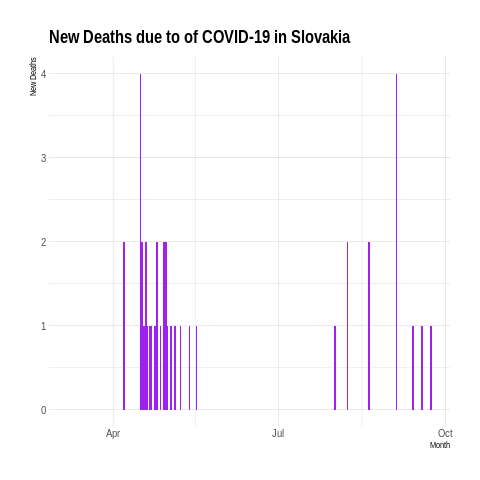 New Deaths due to of COVID-19 in Slovakia
New Deaths
4
3
2
1
0
Apr
Jul
Oct
Month